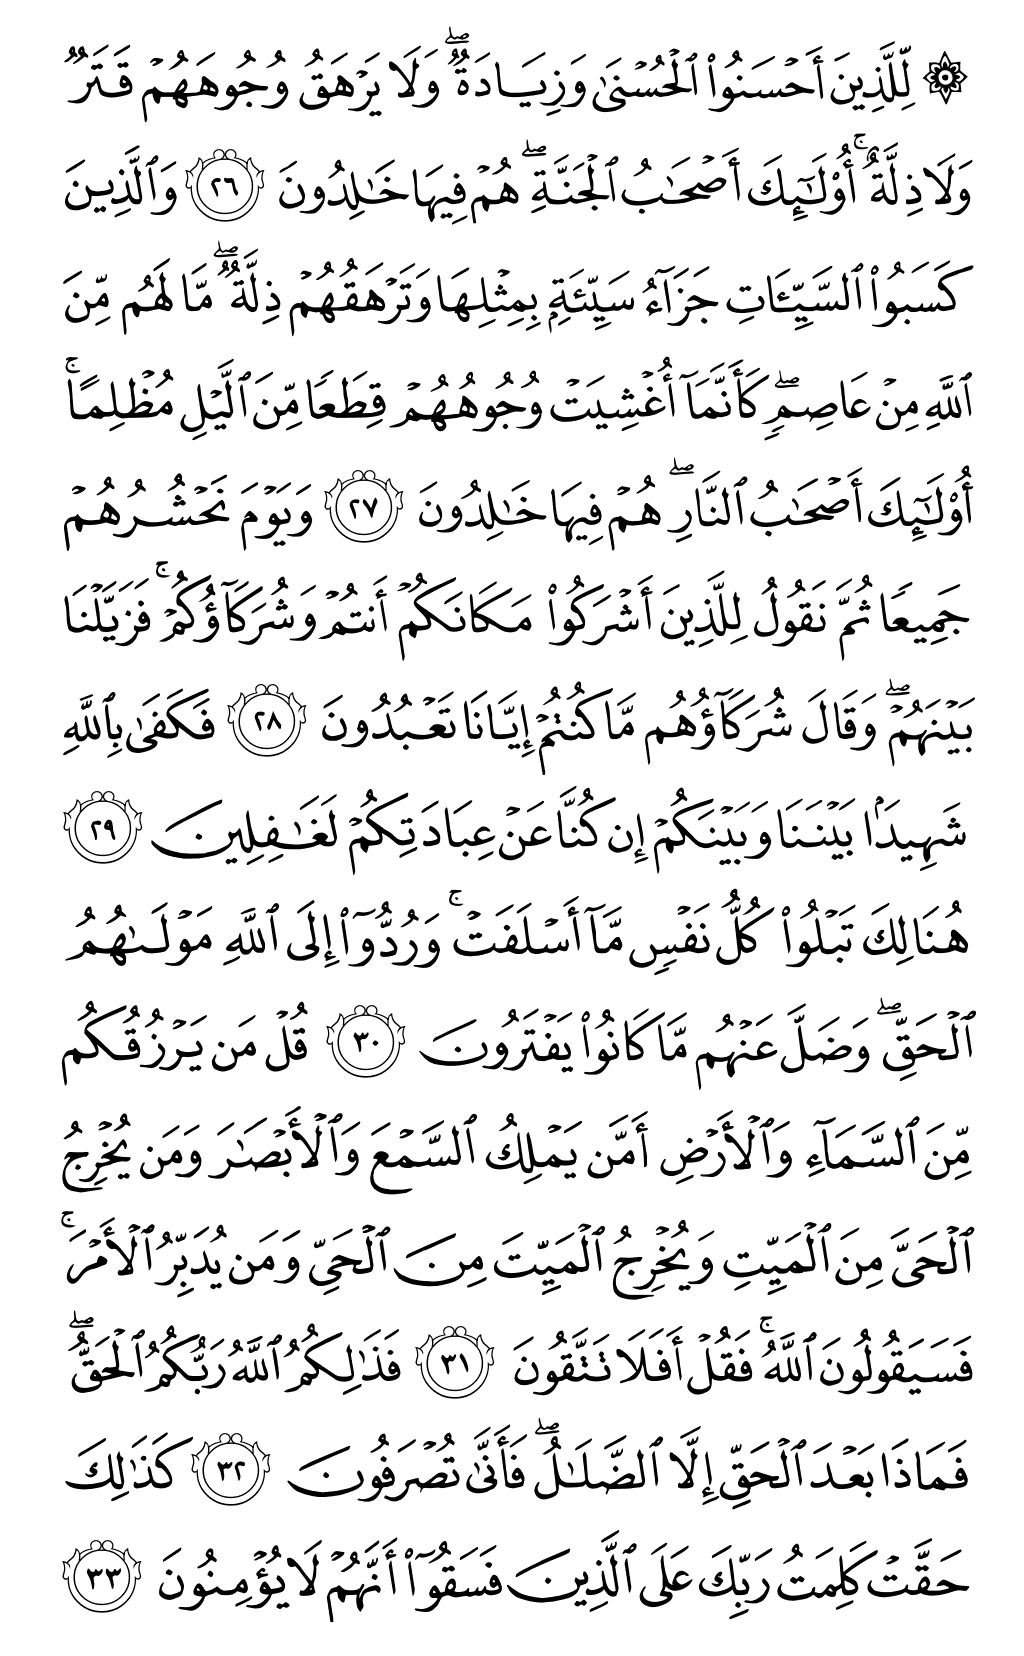 ۞ لِّلَّذِينَ أَحْسَنُوا۟ ٱلْحُسْنَىٰ وَزِيَادَةٌۭ ۖ وَلَا يَرْهَقُ وُجُوهَهُمْ قَتَرٌۭ
وَلَا ذِلَّةٌ ۚ أُو۟لَـٰٓئِكَ أَصْحَـٰبُ ٱلْجَنَّةِ ۖ هُمْ فِيهَا خَـٰلِدُونَ ٢٦ وَٱلَّذِينَ
كَسَبُوا۟ ٱلسَّيِّـَٔاتِ جَزَآءُ سَيِّئَةٍۭ بِمِثْلِهَا وَتَرْهَقُهُمْ ذِلَّةٌۭ ۖ مَّا لَهُم مِّنَ
ٱللَّهِ مِنْ عَاصِمٍۢ ۖ كَأَنَّمَآ أُغْشِيَتْ وُجُوهُهُمْ قِطَعًۭا مِّنَ ٱلَّيْلِ مُظْلِمًا ۚ
أُو۟لَـٰٓئِكَ أَصْحَـٰبُ ٱلنَّارِ ۖ هُمْ فِيهَا خَـٰلِدُونَ ٢٧ وَيَوْمَ نَحْشُرُهُمْ
جَمِيعًۭا ثُمَّ نَقُولُ لِلَّذِينَ أَشْرَكُوا۟ مَكَانَكُمْ أَنتُمْ وَشُرَكَآؤُكُمْ ۚ فَزَيَّلْنَا
بَيْنَهُمْ ۖ وَقَالَ شُرَكَآؤُهُم مَّا كُنتُمْ إِيَّانَا تَعْبُدُونَ ٢٨ فَكَفَىٰ بِٱللَّهِ
شَهِيدًۢا بَيْنَنَا وَبَيْنَكُمْ إِن كُنَّا عَنْ عِبَادَتِكُمْ لَغَـٰفِلِينَ ٢٩
هُنَالِكَ تَبْلُوا۟ كُلُّ نَفْسٍۢ مَّآ أَسْلَفَتْ ۚ وَرُدُّوٓا۟ إِلَى ٱللَّهِ مَوْلَىٰهُمُ
ٱلْحَقِّ ۖ وَضَلَّ عَنْهُم مَّا كَانُوا۟ يَفْتَرُونَ ٣٠ قُلْ مَن يَرْزُقُكُم
مِّنَ ٱلسَّمَآءِ وَٱلْأَرْضِ أَمَّن يَمْلِكُ ٱلسَّمْعَ وَٱلْأَبْصَـٰرَ وَمَن يُخْرِجُ
ٱلْحَىَّ مِنَ ٱلْمَيِّتِ وَيُخْرِجُ ٱلْمَيِّتَ مِنَ ٱلْحَىِّ وَمَن يُدَبِّرُ ٱلْأَمْرَ ۚ
فَسَيَقُولُونَ ٱللَّهُ ۚ فَقُلْ أَفَلَا تَتَّقُونَ ٣١ فَذَٰلِكُمُ ٱللَّهُ رَبُّكُمُ ٱلْحَقُّ ۖ
فَمَاذَا بَعْدَ ٱلْحَقِّ إِلَّا ٱلضَّلَـٰلُ ۖ فَأَنَّىٰ تُصْرَفُونَ ٣٢ كَذَٰلِكَ
حَقَّتْ كَلِمَتُ رَبِّكَ عَلَى ٱلَّذِينَ فَسَقُوٓا۟ أَنَّهُمْ لَا يُؤْمِنُونَ ٣٣